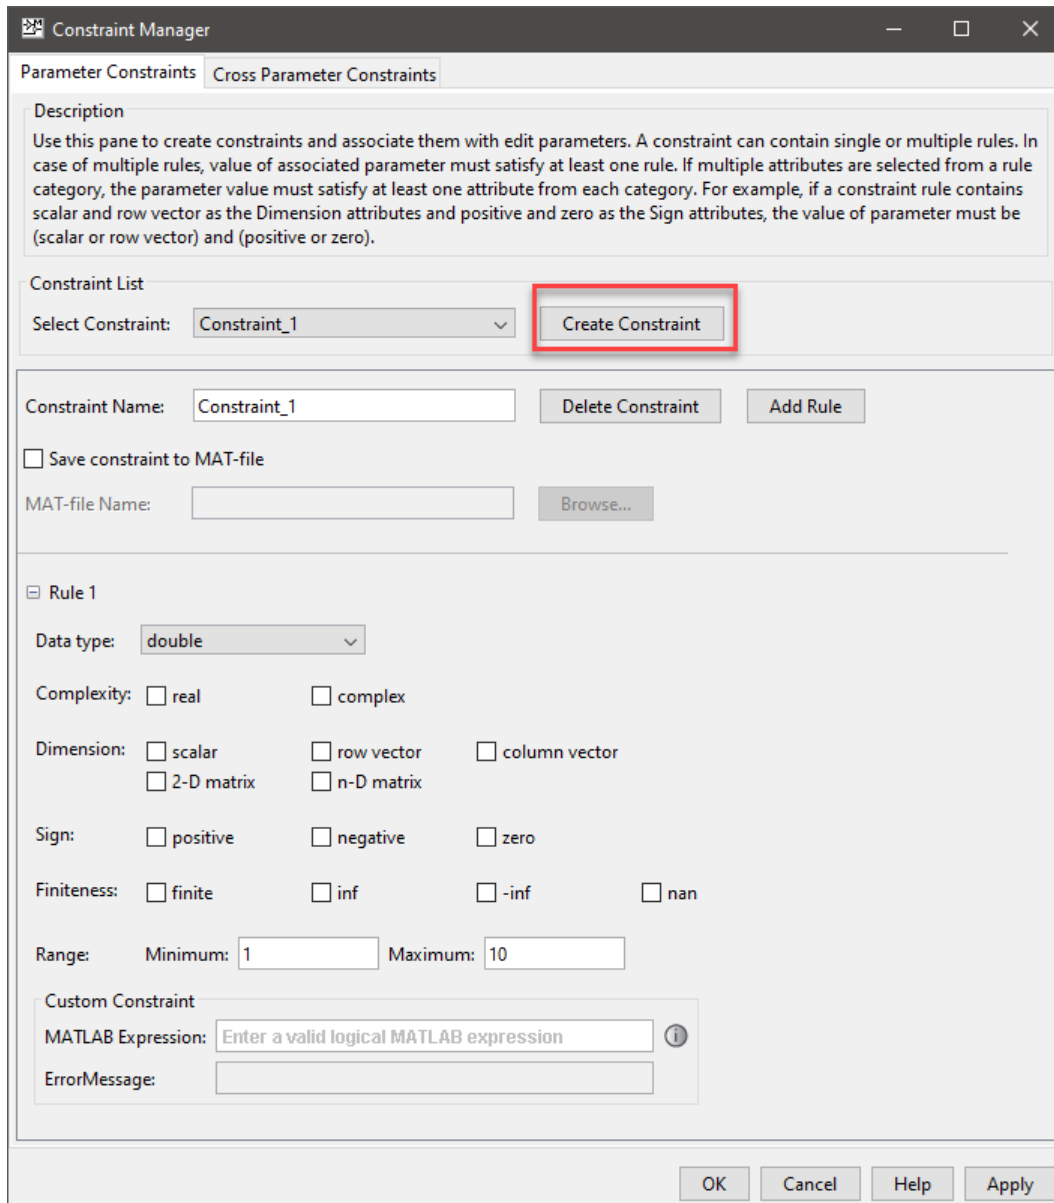 Constraint Manager
Parameter Constraints Cross Parameter Constraints
Description
Use this pane to create constraints and associate them with edit parameters. A constraint can contain single or multiple rules. In
case of multiple rules, value of associated parameter must satisfy at least one rule. If multiple attributes are selected from a rule
category, the parameter value must satisfy at least one attribute from each category. For example, if a constraint rule contains
scalar and row vector as the Dimension attributes and positive and zero as the Sign attributes, the value of parameter must be
(scalar or row vector) and (positive or zero).
Constraint List
Select Constraint: Constraint_1 Create Constraint
Constraint Name: Constraint_1 Delete Constraint Add Rule
Save constraint to MAT-file
MAT-file Name: Browse...
Rule 1
Data type: double
Complexity: real complex
Dimension: scalar row vector column vector
2-D matrix n-D matrix
Sign: positive negative zero
Finiteness: finite inf -inf nan
Range: Minimum: 1 Maximum: 10
Custom Constraint
MATLAB Expression: Enter a valid logical MATLAB expression
ErrorMessage:
OK Cancel Help Apply